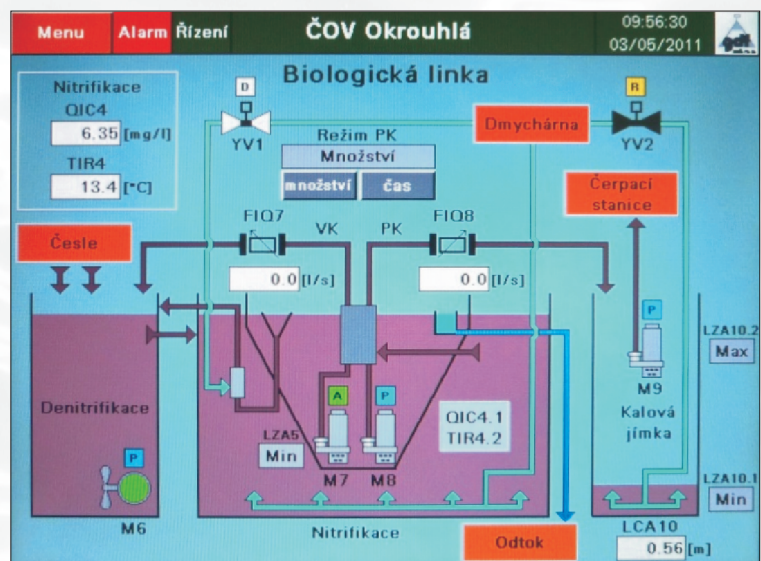 Menu
Alarm
Řízení
ČOV Okrouhlá
09:56:30
03/05/2011
Biologická linka
Nitrifikace
QIC4
6.35 [mg/l]
TIR4
13.4 [°C]
D
YV1
Režim PK
Množství
množství
čas
Dmychárna
R
YV2
Čerpací
stanice
Česle
FIQ7
VK
PK
FIQ8
0.0 [l/s]
0.0 [l/s]
P
M9
LZA10.2
Max
Kalová
jímka
Denitrifikace
P
M6
A
P
LZA5
Min
M7
M8
QIC4.1
TIR4.2
LZA10.1
Min
Nitrifikace
Odtok
LCA10
0.56 [m]